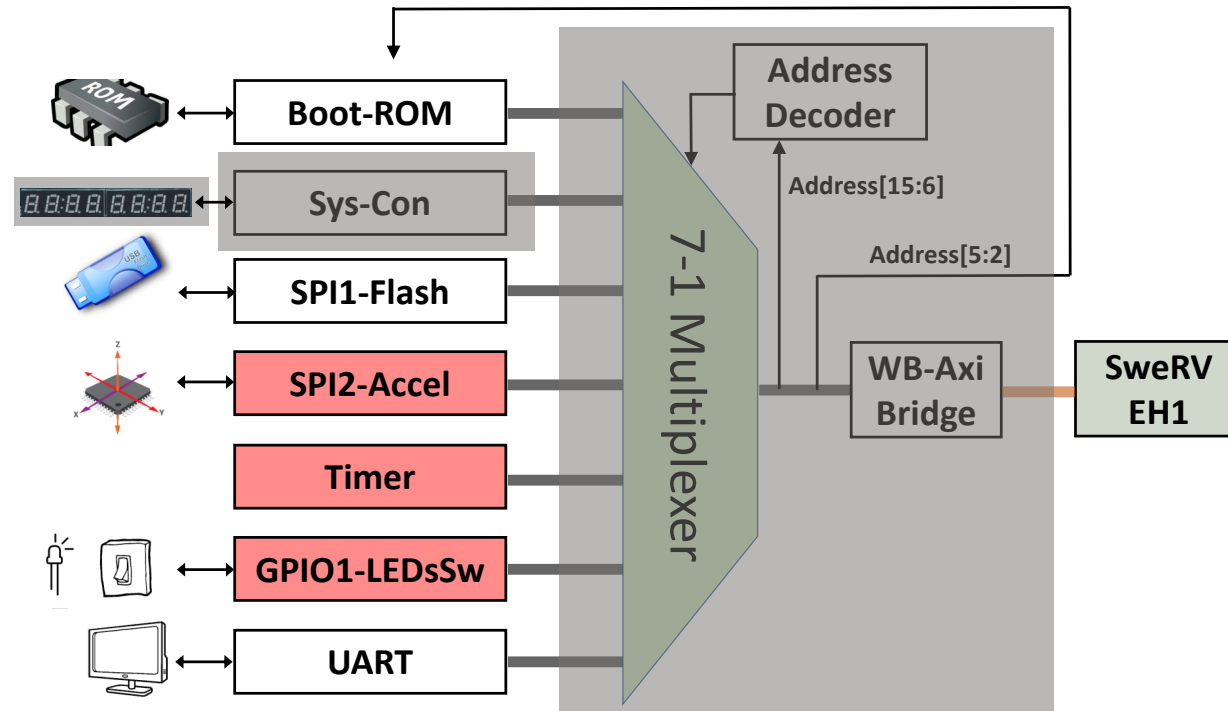 ROM
Boot-ROM
Address
Decoder
Sys-Con
Address[15:6]
USB
SPI1-Flash
Address[5:2]
7-1 Multiplexer
Z
X
Y
SPI2-Accel
WB-Axi
Bridge
SweRV
EH1
Timer
GPIO1-LEDsSw
UART